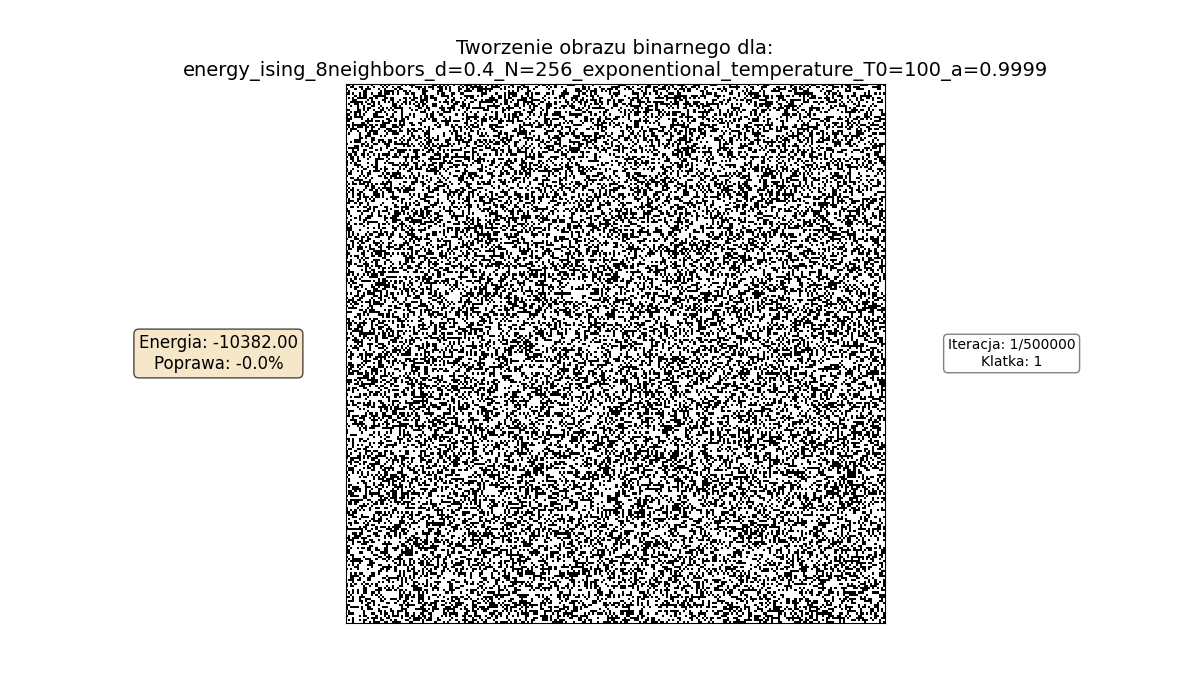 Tworzenie obrazu binarnego dla:
energy_ising_8neighbors_d=0.4_N=256_exponentional_temperature_T0=100_a=0.9999
Energia: -10382.00
Poprawa: -0.0%
Iteracja: 1/500000
Klatka: 1